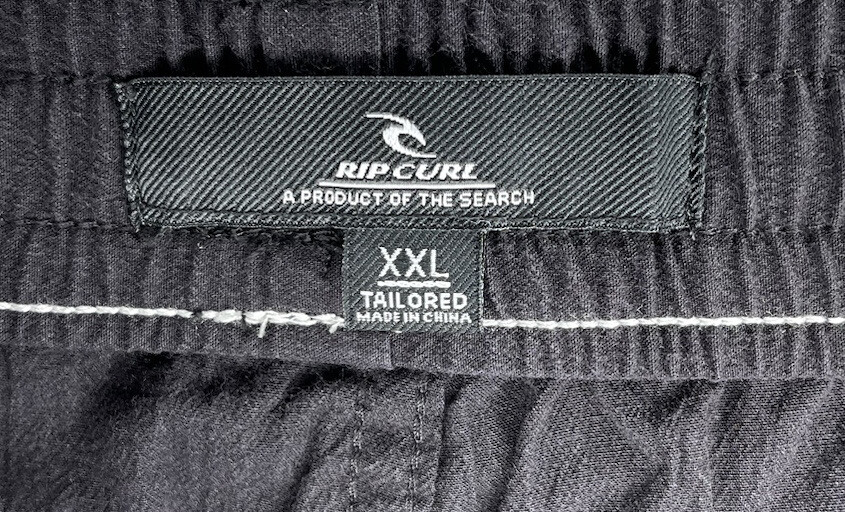 RIP CURL
A PRODUCT OF THE SEARCH
XXL
TAILORED
MADE IN CHINA